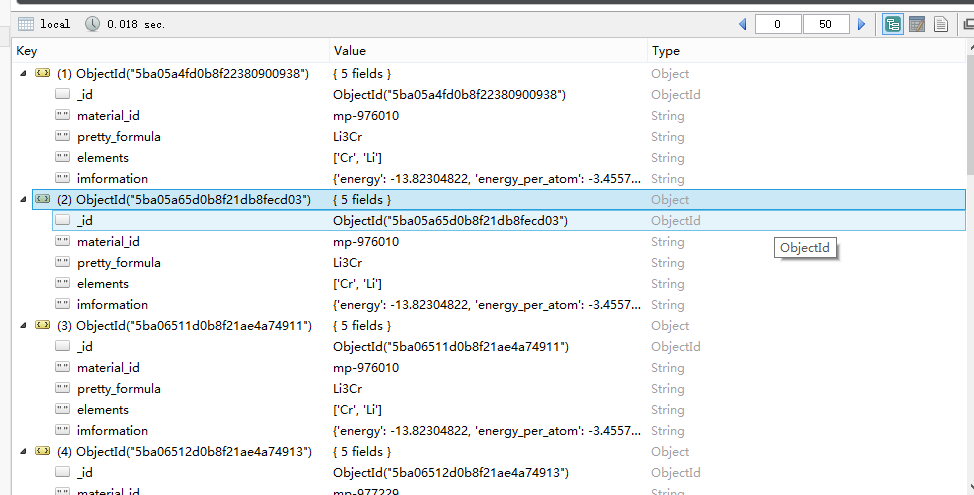 local 0.018 sec. 0 50
Key Value Type
(1) ObjectId("5ba05a4fd0b8f22380900938") { 5 fields } Object
_id ObjectId("5ba05a4fd0b8f22380900938") ObjectId
material_id mp-976010 String
pretty_formula Li3Cr String
elements ['Cr', 'Li'] String
imformation {'energy': -13.82304822, 'energy_per_atom': -3.4557... String
(2) ObjectId("5ba05a65d0b8f21db8fecd03") { 5 fields } Object
_id ObjectId("5ba05a65d0b8f21db8fecd03") ObjectId
material_id mp-976010 String
ObjectId
pretty_formula Li3Cr String
elements ['Cr', 'Li'] String
imformation {'energy': -13.82304822, 'energy_per_atom': -3.4557... String
(3) ObjectId("5ba06511d0b8f21ae4a74911") { 5 fields } Object
_id ObjectId("5ba06511d0b8f21ae4a74911") ObjectId
material_id mp-976010 String
pretty_formula Li3Cr String
elements ['Cr', 'Li'] String
imformation {'energy': -13.82304822, 'energy_per_atom': -3.4557... String
(4) ObjectId("5ba06512d0b8f21ae4a74913") { 5 fields } Object
_id ObjectId("5ba06512d0b8f21ae4a74913") ObjectId
material_id mp-977229 String